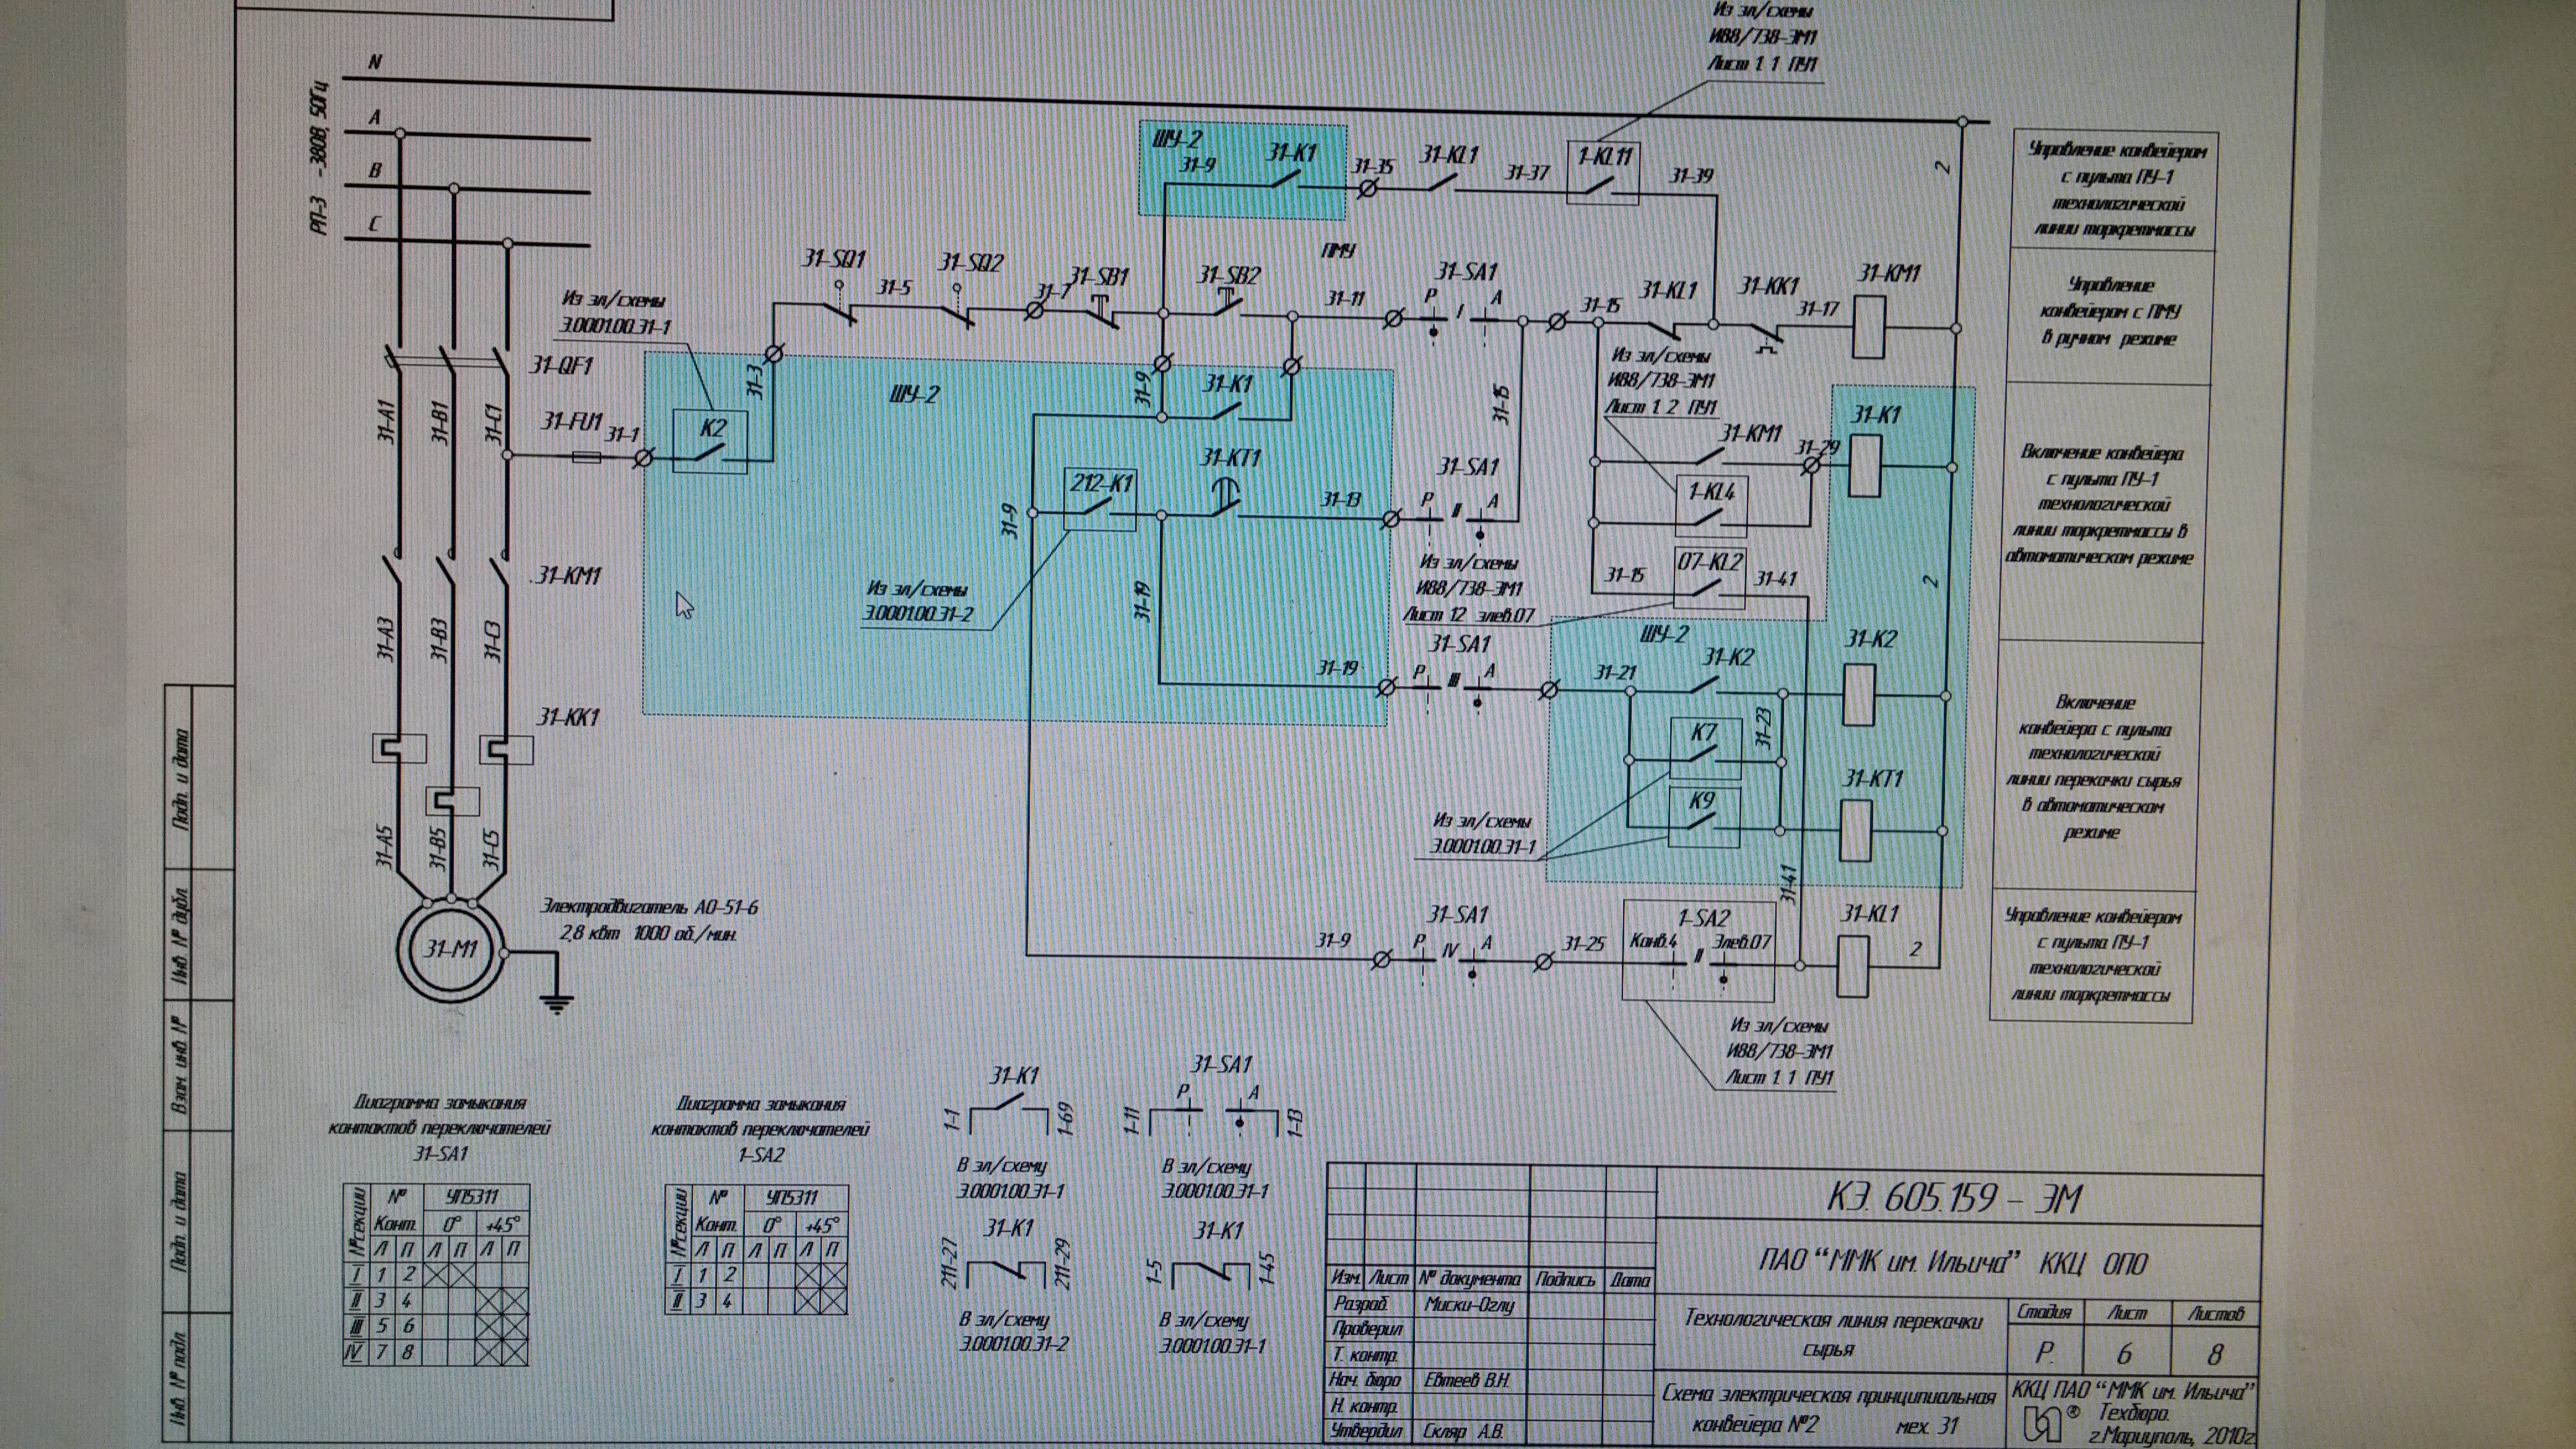 N
A
B
C
РП-3 ~380В, 50Гц
Из эл/схемы
И88/738-ЭМ1
Лист 1 1 ПУ1
ШУ-2
31-9
31-K1
31-35
31-KL1
31-37
1-KL11
31-39
2
ПМУ
31-SQ1
31-5
31-SQ2
31-7
31-SB1
31-SB2
31-11
31-SA1
Р I А
31-15
31-KL1
31-KK1
31-17
31-KM1
Из эл/схемы
Э.0001.00.31-1
31-QF1
31-A1
31-B1
31-C1
31-FU1
31-1
K2
31-3
ШУ-2
31-9
31-K1
31-15
Из эл/схемы
И88/738-ЭМ1
Лист 1 2 ПУ1
31-KM1
31-29
31-K1
1-KL4
31-9
212-K1
31-KT1
31-13
31-SA1
Р II А
31-15
07-KL2
31-41
2
Из эл/схемы
Э.0001.00.31-2
31-19
Из эл/схемы
И88/738-ЭМ1
Лист 12 элев.07
31-KM1
31-A3
31-B3
31-C3
31-19
31-SA1
Р III А
ШУ-2
31-21
31-K2
31-K2
31-23
K7
K9
31-KT1
Из эл/схемы
Э.0001.00.31-1
31-KK1
31-A5
31-B5
31-C5
31-41
31-M1
Электродвигатель АО-51-6
2,8 квт 1000 об./мин.
31-9
31-SA1
Р IV А
31-25
1-SA2
Конв.4 II Элев.07
31-KL1
2
Из эл/схемы
И88/738-ЭМ1
Лист 1 1 ПУ1
Управление конвейером
с пульта ПУ-1
технологической
линии торкретмассы
Управление
конвейером с ПМУ
в ручном режиме
Включение конвейера
с пульта ПУ-1
технологической
линии торкретмассы в
автоматическом режиме
Включение
конвейера с пульта
технологической
линии перекачки сырья
в автоматическом
режиме
Управление конвейером
с пульта ПУ-1
технологической
линии торкретмассы
Диаграмма замыкания
контактов переключателей
31-SA1
№ секции
№ УП5311
Конт. 0° +45°
Л П Л П Л П
I 1 2
II 3 4
III 5 6
IV 7 8
Диаграмма замыкания
контактов переключателей
1-SA2
№ секции
№ УП5311
Конт. 0° +45°
Л П Л П Л П
I 1 2
II 3 4
31-K1
1-1
1-69
В эл/схему
Э.0001.00.31-1
31-SA1
Р А
1-11
1-13
В эл/схему
Э.0001.00.31-1
31-K1
211-27
211-29
В эл/схему
Э.0001.00.31-2
31-K1
1-5
1-45
В эл/схему
Э.0001.00.31-1
Подп. и дата
Инв. № дубл
Взам. инв №
Подп. и дата
Инв. № подл
КЭ. 605.159 - ЭМ
ПАО "ММК им. Ильича" ККЦ ОПО
Изм. Лист № документа Подпись Дата
Разраб. Миски-Оглу
Проверил
Т. контр.
Нач. бюро Евтеев В.Н.
Н. контр.
Утвердил Скляр А.В.
Технологическая линия перекачки
сырья
Стадия Лист Листов
Р. 6 8
Схема электрическая принципиальная
конвейера №2 мех. 31
ККЦ ПАО "ММК им. Ильича"
® Техбюро.
г.Мариуполь, 2010г.